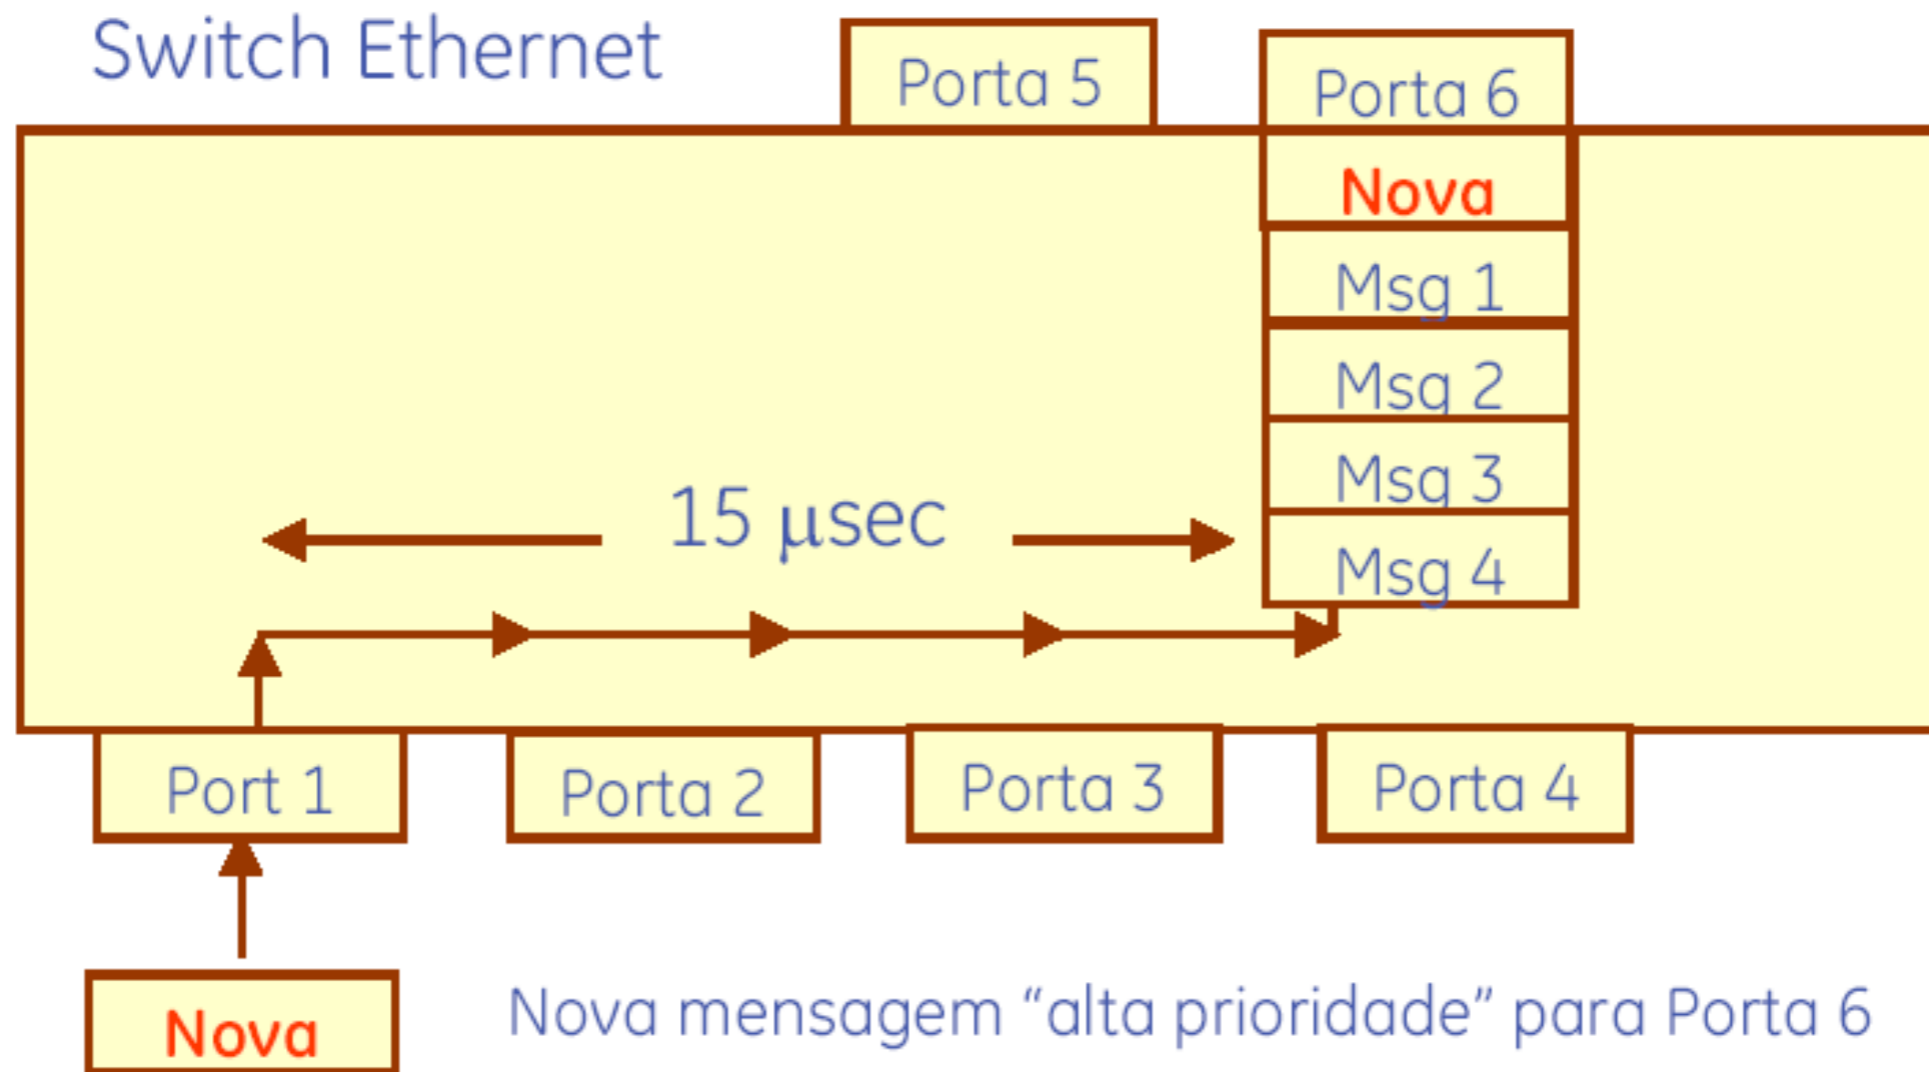 Switch Ethernet
Porta 5
Porta 6
Nova
Msg 1
Msg 2
Msg 3
15 μsec
Msg 4
Port 1
Porta 2
Porta 3
Porta 4
Nova
Nova mensagem “alta prioridade” para Porta 6